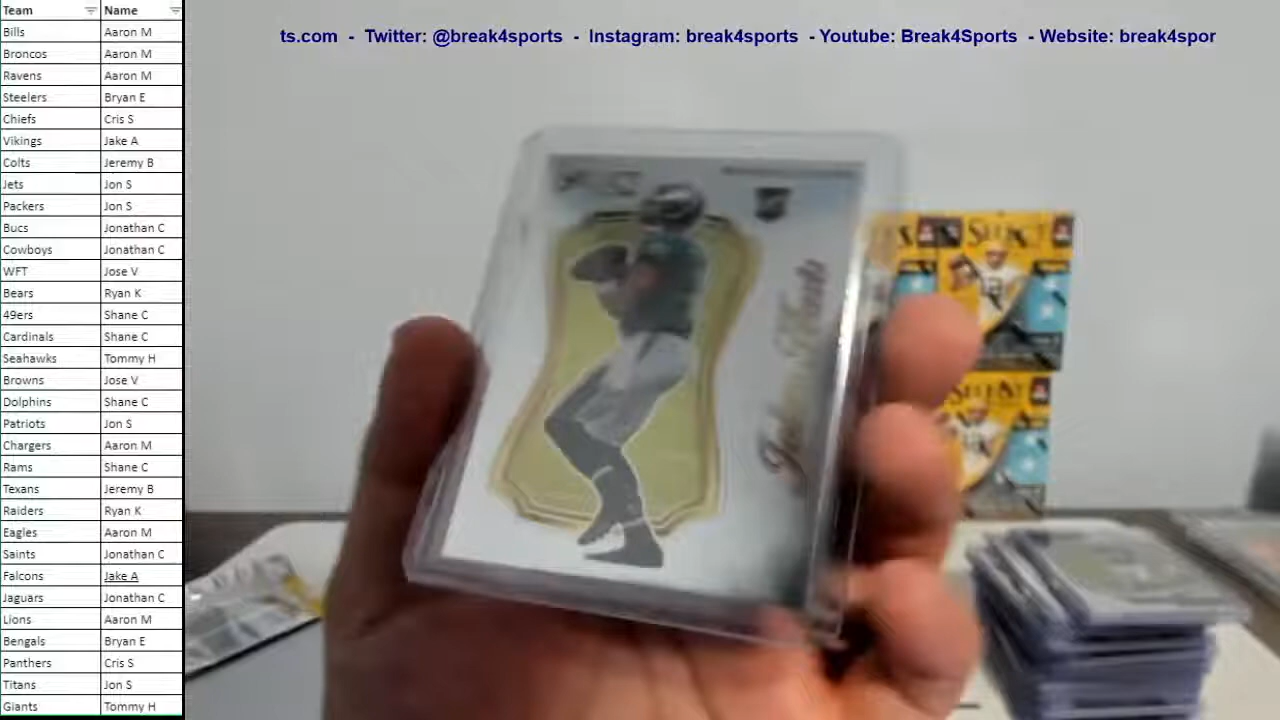 Team Name
Bills Aaron M
Broncos Aaron M
Ravens Aaron M
Steelers Bryan E
Chiefs Cris S
Vikings Jake A
Colts Jeremy B
Jets Jon S
Packers Jon S
Bucs Jonathan C
Cowboys Jonathan C
WFT Jose V
Bears Ryan K
49ers Shane C
Cardinals Shane C
Seahawks Tommy H
Browns Jose V
Dolphins Shane C
Patriots Jon S
Chargers Aaron M
Rams Shane C
Texans Jeremy B
Raiders Ryan K
Eagles Aaron M
Saints Jonathan C
Falcons Jake A
Jaguars Jonathan C
Lions Aaron M
Bengals Bryan E
Panthers Cris S
Titans Jon S
Giants Tommy H
ts.com - Twitter: @break4sports - Instagram: break4sports - Youtube: Break4Sports - Website: break4spor
SELECT
SELECT